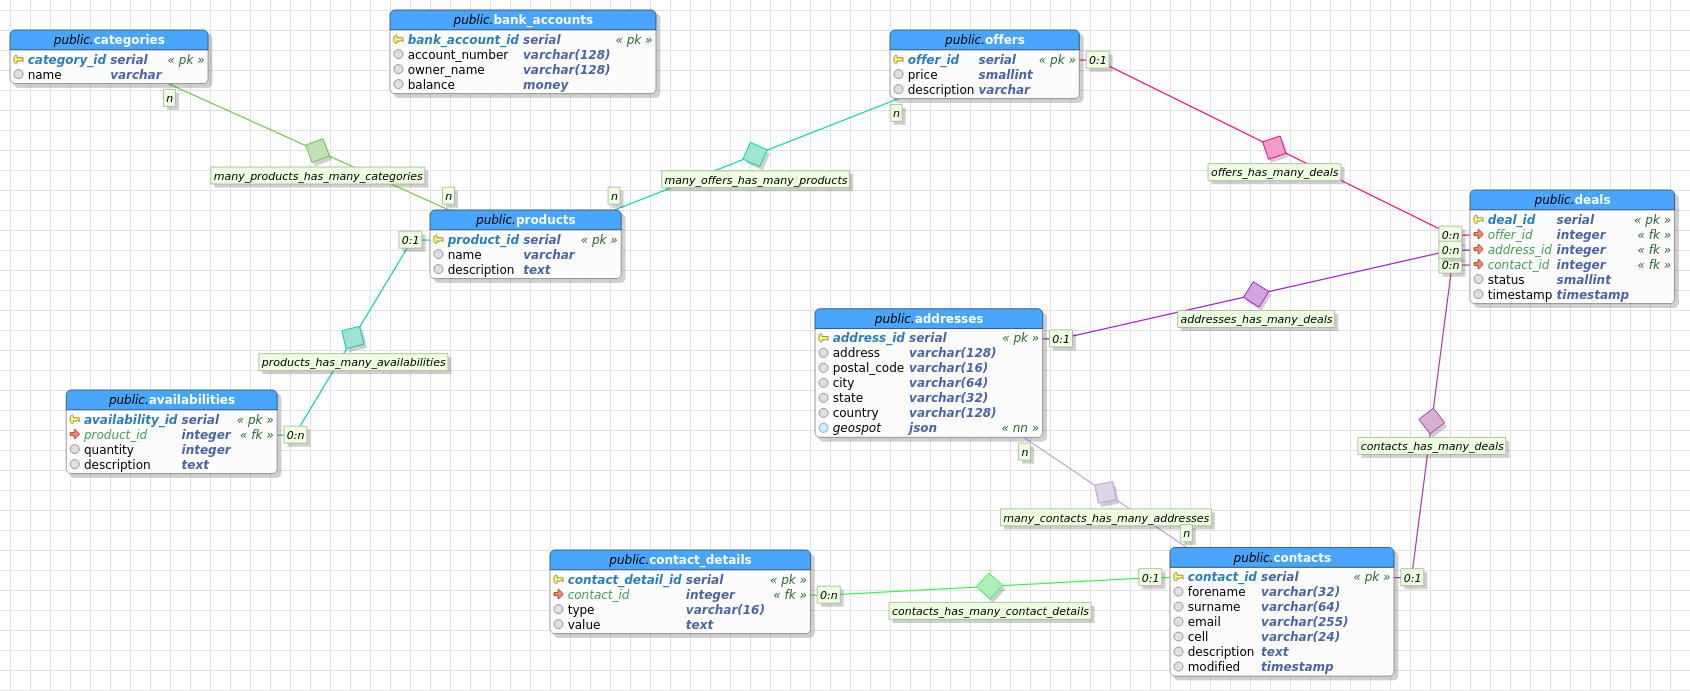 public.categories
category_id serial « pk »
name varchar
n
public.bank_accounts
bank_account_id serial « pk »
account_number varchar(128)
owner_name varchar(128)
balance money
public.offers
offer_id serial « pk »
price smallint
description varchar
0:1
n
many_products_has_many_categories
n
many_offers_has_many_products
n
offers_has_many_deals
public.products
product_id serial « pk »
name varchar
description text
0:1
public.deals
deal_id serial « pk »
offer_id integer « fk »
address_id integer « fk »
contact_id integer « fk »
status smallint
timestamp timestamp
0:n
0:n
0:n
addresses_has_many_deals
public.addresses
address_id serial « pk »
address varchar(128)
postal_code varchar(16)
city varchar(64)
state varchar(32)
country varchar(128)
geospot json « nn »
0:1
n
products_has_many_availabilities
public.availabilities
availability_id serial « pk »
product_id integer « fk »
quantity integer
description text
0:n
contacts_has_many_deals
many_contacts_has_many_addresses
n
public.contact_details
contact_detail_id serial « pk »
contact_id integer « fk »
type varchar(16)
value text
0:n
contacts_has_many_contact_details
0:1
public.contacts
contact_id serial « pk »
forename varchar(32)
surname varchar(64)
email varchar(255)
cell varchar(24)
description text
modified timestamp
0:1